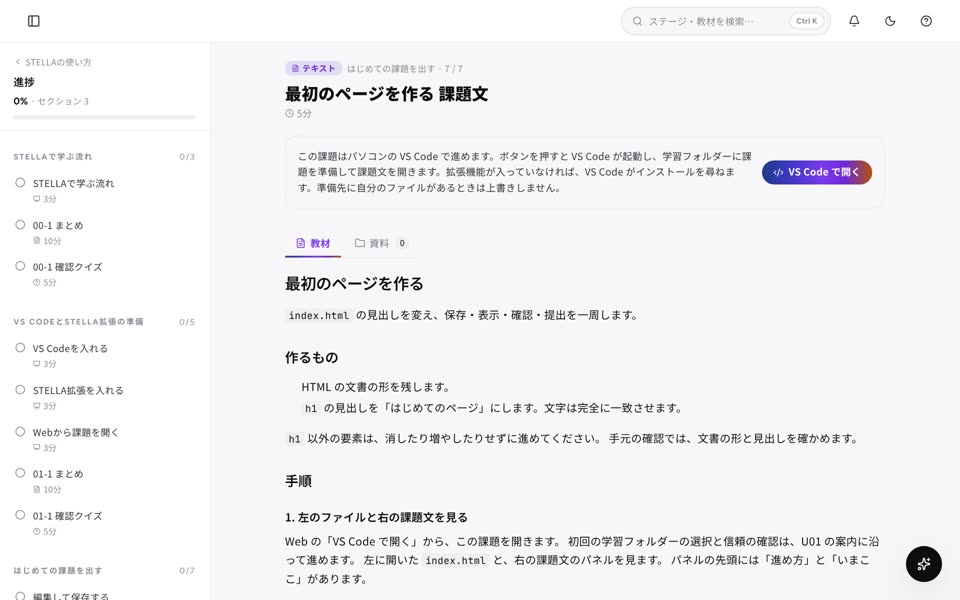 ステージ・教材を検索…
Ctrl K
STELLAの使い方
進捗
0% · セクション 3
STELLAで学ぶ流れ 0/3
STELLAで学ぶ流れ
3分
00-1 まとめ
10分
00-1 確認クイズ
5分
VS CODEとSTELLA拡張の準備 0/5
VS Codeを入れる
3分
STELLA拡張を入れる
3分
Webから課題を開く
3分
01-1 まとめ
10分
01-1 確認クイズ
5分
はじめての課題を出す 0/7
編集して保存する
テキスト はじめての課題を出す · 7 / 7
最初のページを作る 課題文
5分
この課題はパソコンの VS Code で進めます。ボタンを押すと VS Code が起動し、学習フォルダーに課
題を準備して課題文を開きます。拡張機能が入っていなければ、VS Code がインストールを尋ねま
す。準備先に自分のファイルがあるときは上書きしません。
VS Code で開く
教材 資料 0
最初のページを作る
index.html の見出しを変え、保存・表示・確認・提出を一周します。
作るもの
HTML の文書の形を残します。
h1 の見出しを「はじめてのページ」にします。文字は完全に一致させます。
h1 以外の要素は、消したり増やしたりせずに進めてください。 手元の確認では、文書の形と見出しを確かめます。
手順
1. 左のファイルと右の課題文を見る
Web の「VS Code で開く」から、この課題を開きます。 初回の学習フォルダーの選択と信頼の確認は、U01 の案内に沿
って進めます。 左に開いた index.html と、右の課題文のパネルを見ます。 パネルの先頭には「進め方」と「いまこ
こ」があります。